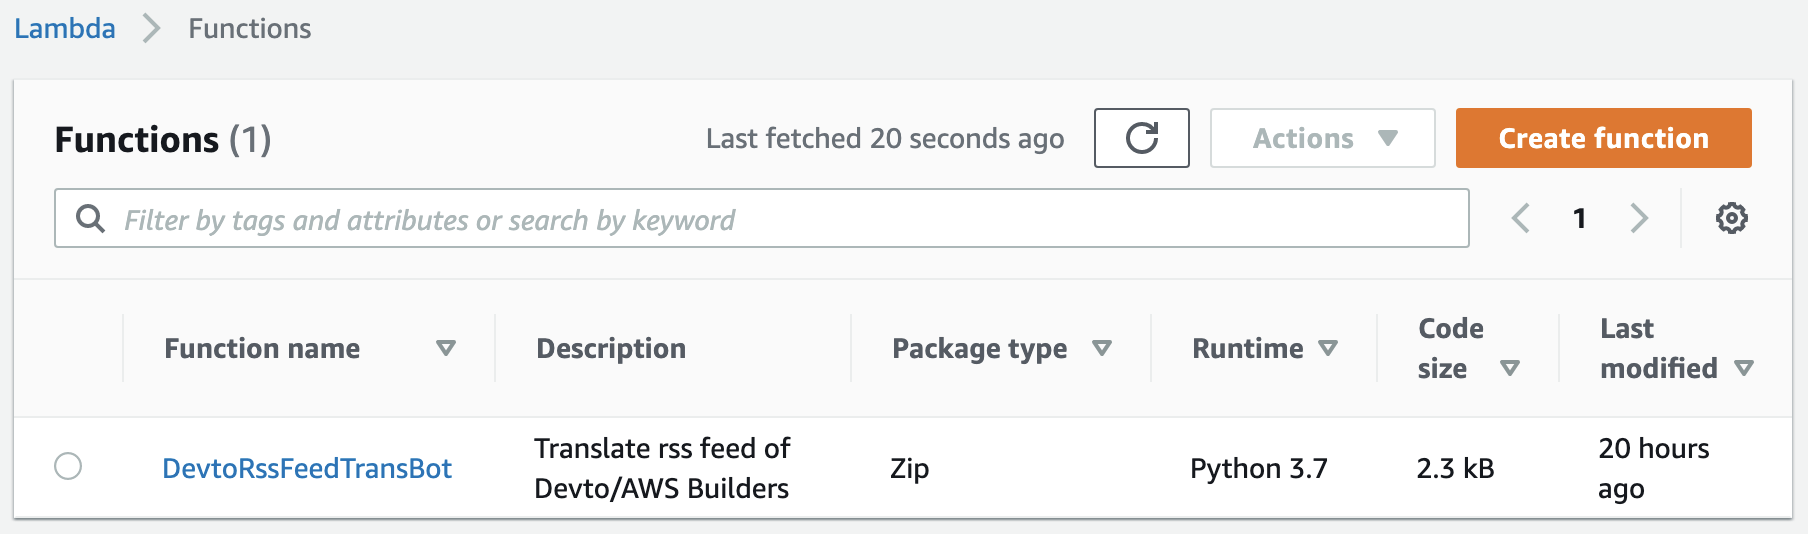 Lambda > Functions
Functions (1) Last fetched 20 seconds ago Actions Create function
Filter by tags and attributes or search by keyword 1
Function name Description Package type Runtime Code size Last modified
DevtoRssFeedTransBot Translate rss feed of Devto/AWS Builders Zip Python 3.7 2.3 kB 20 hours ago